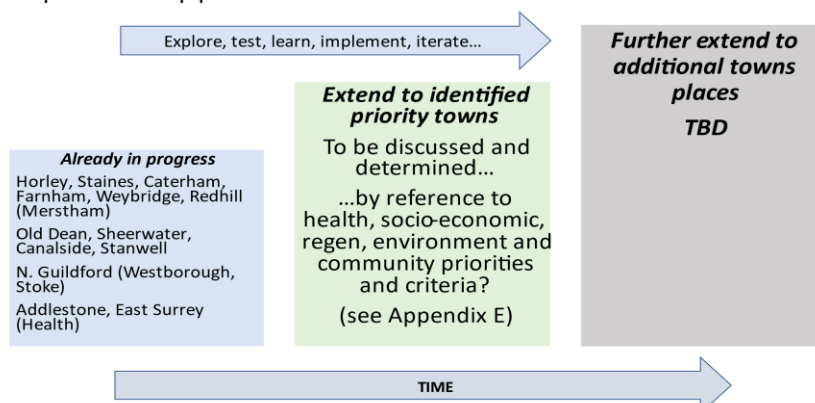 Explore, test, learn, implement, iterate…
Already in progress
Horley, Staines, Caterham,
Farnham, Weybridge, Redhill
(Merstham)
Old Dean, Sheerwater,
Canalside, Stanwell
N. Guildford (Westborough,
Stoke)
Addlestone, East Surrey
(Health)
Extend to identified
priority towns
To be discussed and
determined…
…by reference to
health, socio-economic,
regen, environment and
community priorities
and criteria?
(see Appendix E)
Further extend to
additional towns
places
TBD
TIME